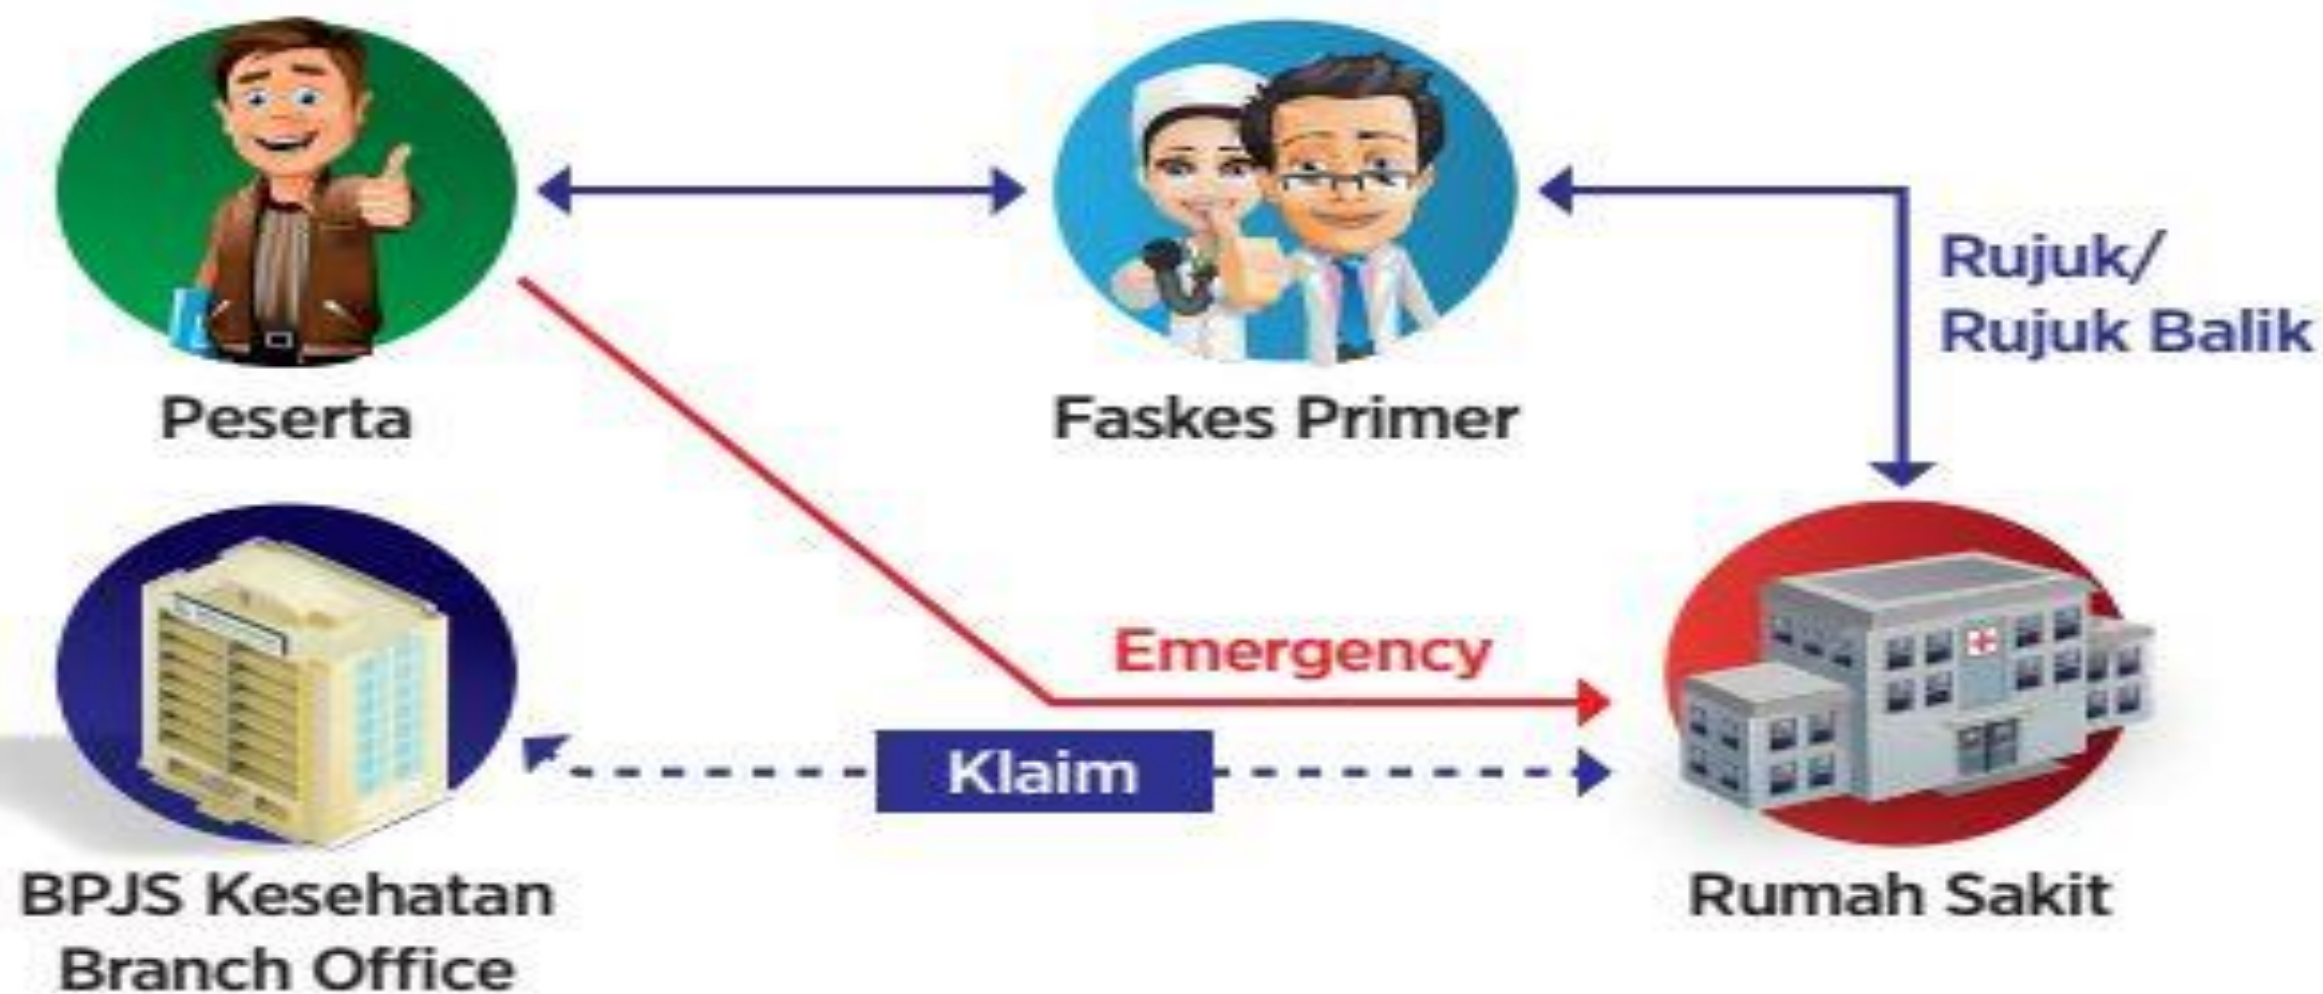 Peserta
Faskes Primer
Rujuk/
Rujuk Balik
Emergency
Klaim
BPJS Kesehatan
Branch Office
Rumah Sakit